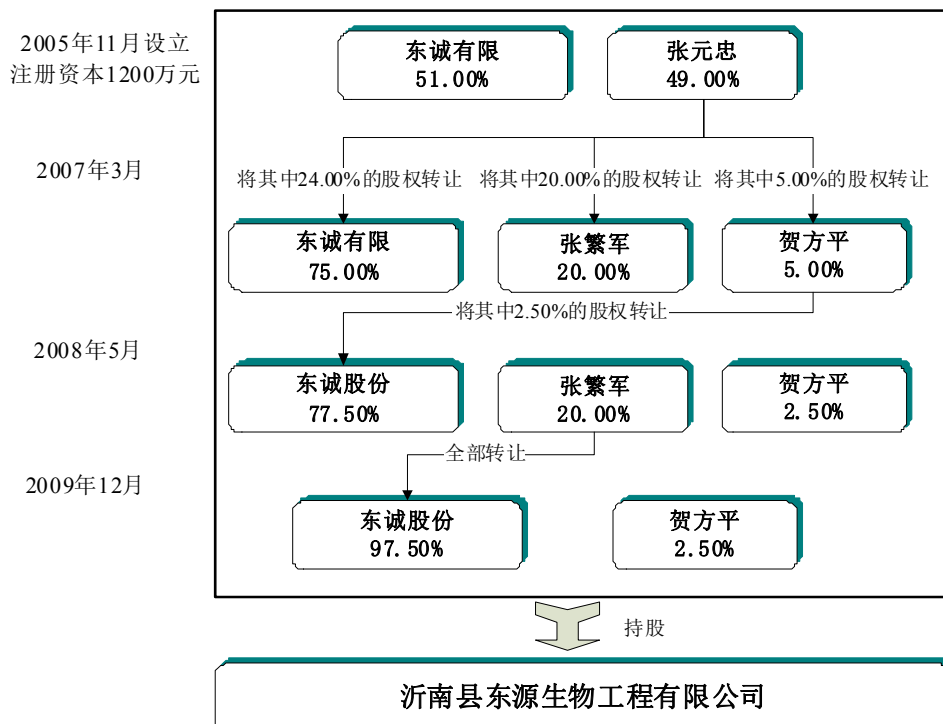 2005年11月设立
注册资本1200万元
东诚有限
51.00%
张元忠
49.00%
2007年3月
将其中24.00%的股权转让
将其中20.00%的股权转让
将其中5.00%的股权转让
东诚有限
75.00%
张繁军
20.00%
贺方平
5.00%
将其中2.50%的股权转让
2008年5月
东诚股份
77.50%
张繁军
20.00%
贺方平
2.50%
全部转让
2009年12月
东诚股份
97.50%
贺方平
2.50%
持股
沂南县东源生物工程有限公司